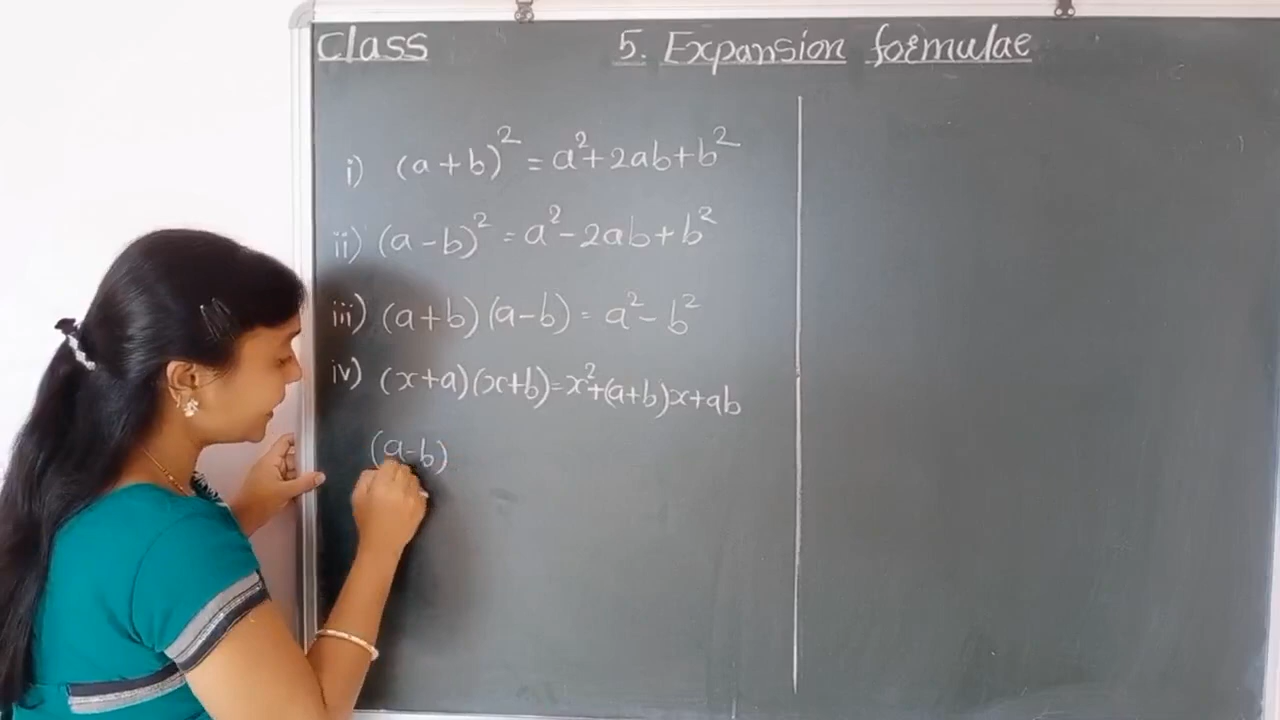 Class 5. Expansion formulae
i) (a+b)² = a²+2ab+b²
ii) (a-b)² = a²-2ab+b²
iii) (a+b)(a-b) = a²-b²
iv) (x+a)(x+b)=x²+(a+b)x+ab
(a-b)